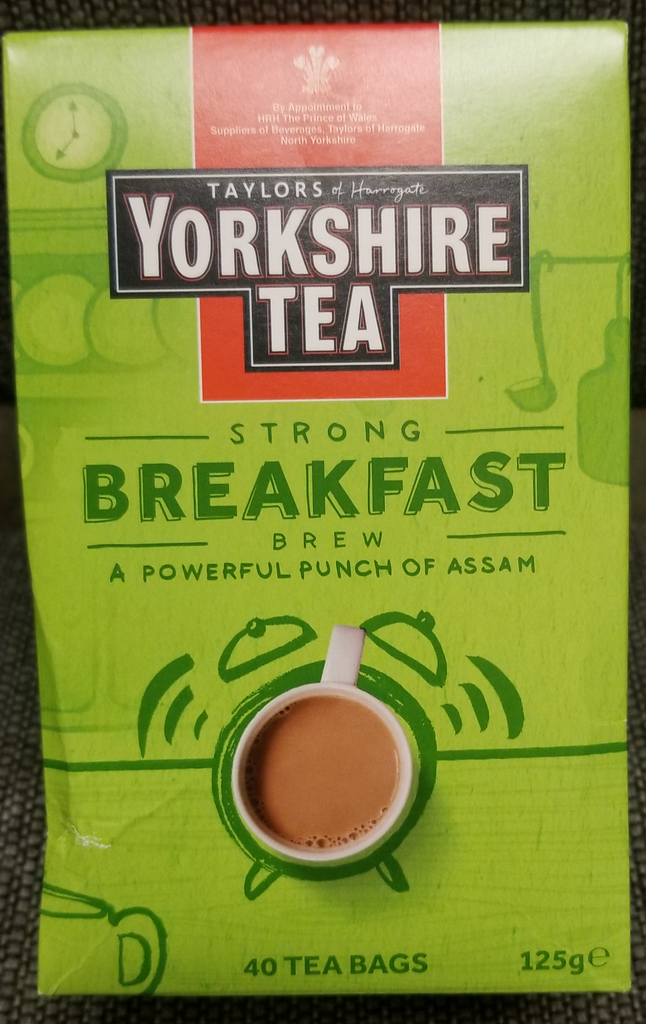 By Appointment to
HRH The Prince of Wales
Suppliers of Beverages, Taylors of Harrogate
North Yorkshire
TAYLORS of Harrogate
YORKSHIRE
TEA
STRONG
BREAKFAST
BREW
A POWERFUL PUNCH OF ASSAM
40 TEA BAGS
125g℮